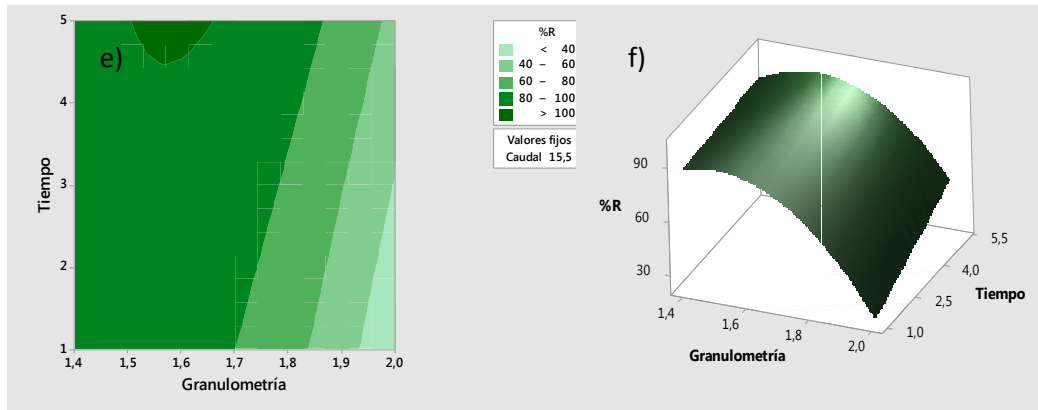 e)
5
4
3
2
1
Tiempo
1,4 1,5 1,6 1,7 1,8 1,9 2,0
Granulometría
%R
< 40
40 – 60
60 – 80
80 – 100
> 100
Valores fijos
Caudal 15,5
f)
90
60
30
%R
1,4
1,6
1,8
2,0
Granulometría
5,5
4,0
2,5
1,0
Tiempo